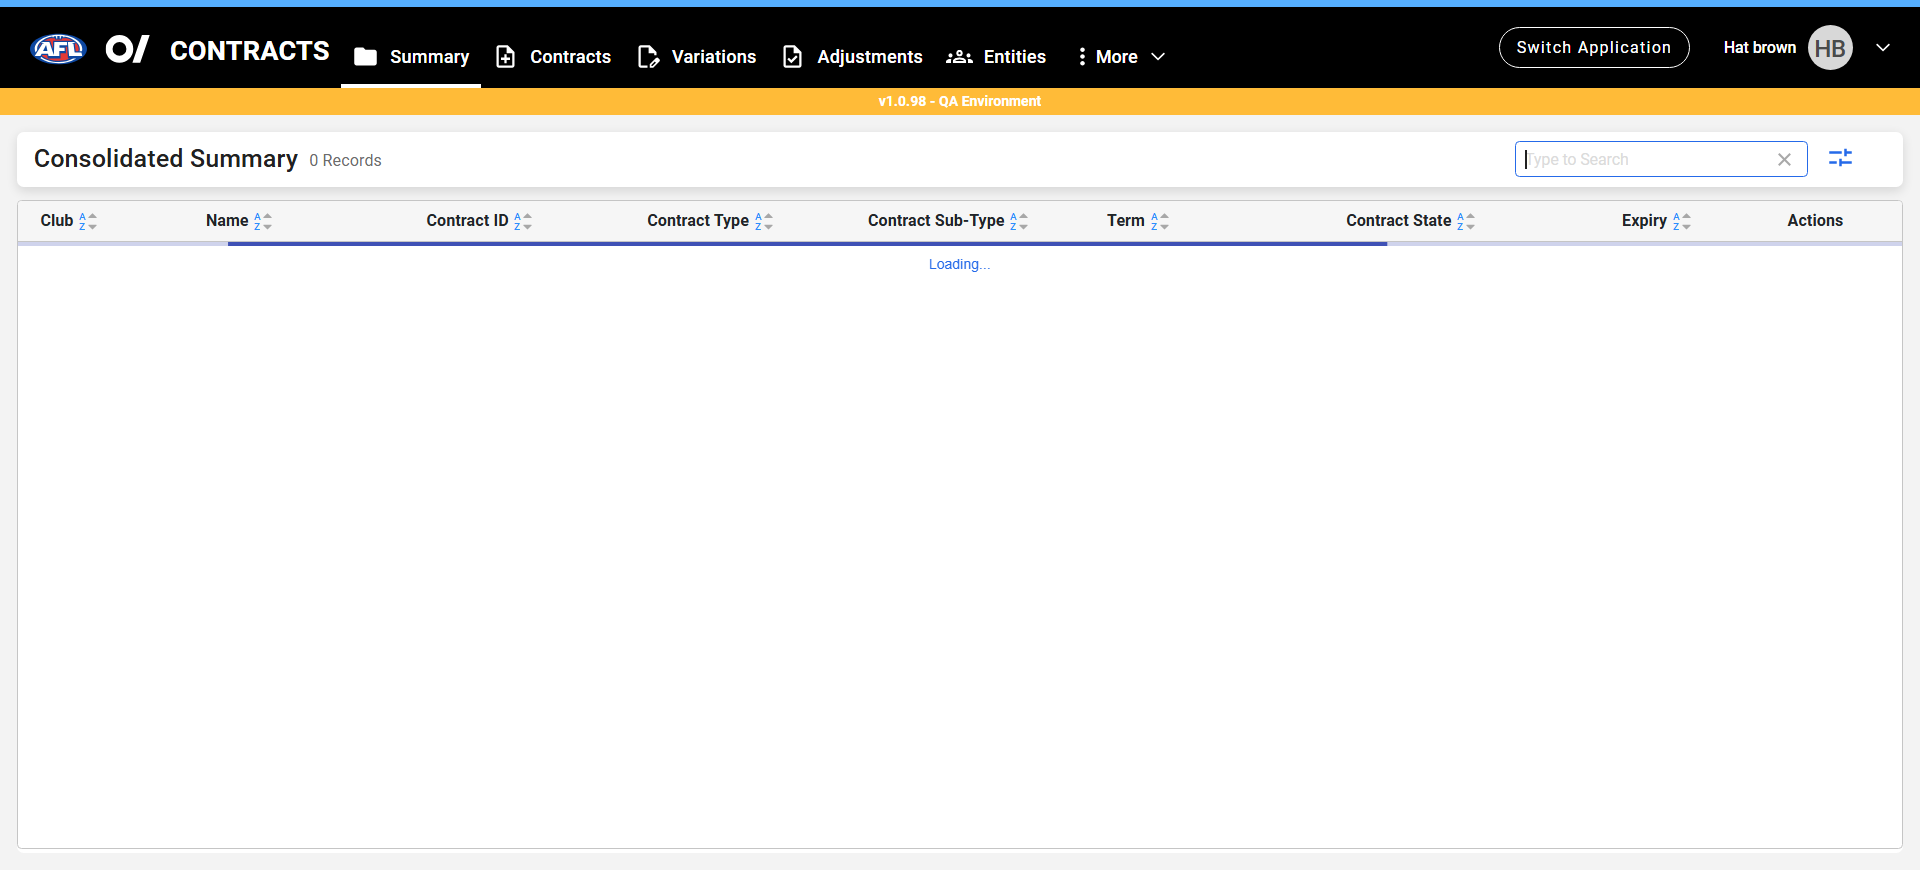 AFL O/ CONTRACTS Summary Contracts Variations Adjustments Entities More Switch Application Hat brown HB
v1.0.98 - QA Environment
Consolidated Summary 0 Records Type to Search
Club Name Contract ID Contract Type Contract Sub-Type Term Contract State Expiry Actions
Loading...